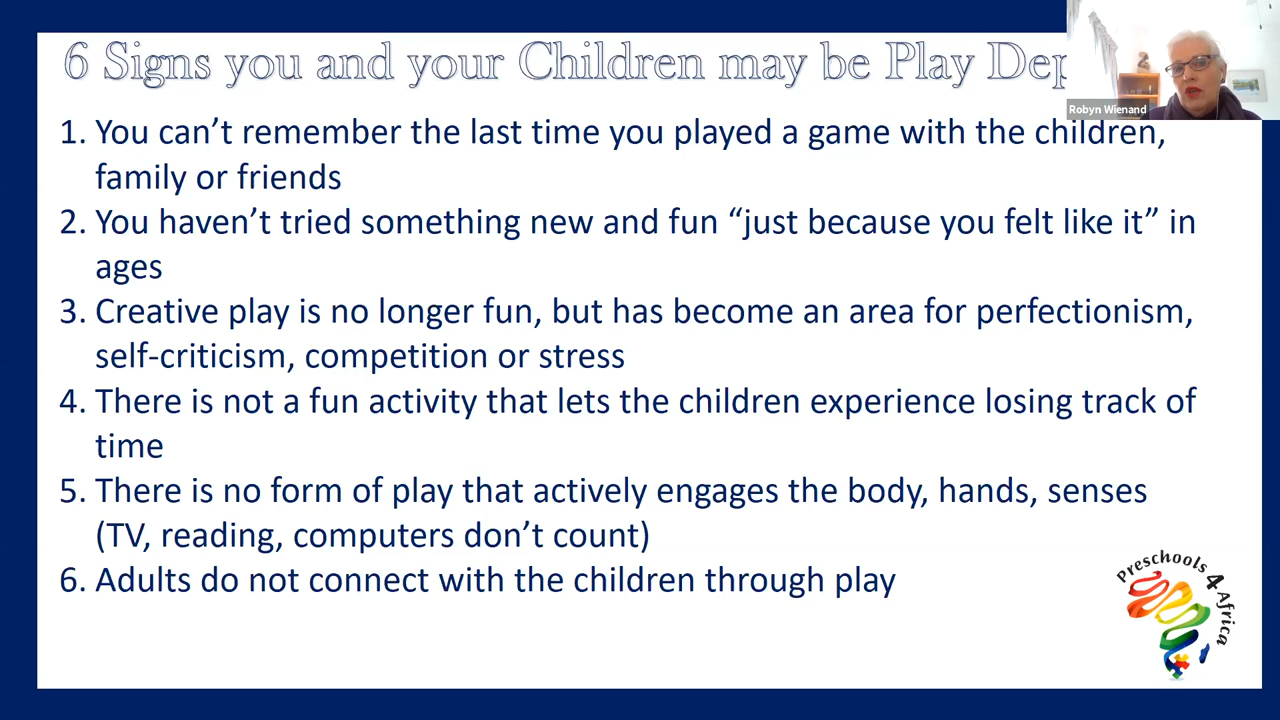 6 Signs you and your Children may be Play Dep
Robyn Wienand
1. You can’t remember the last time you played a game with the children,
family or friends
2. You haven’t tried something new and fun “just because you felt like it” in
ages
3. Creative play is no longer fun, but has become an area for perfectionism,
self-criticism, competition or stress
4. There is not a fun activity that lets the children experience losing track of
time
5. There is no form of play that actively engages the body, hands, senses
(TV, reading, computers don’t count)
6. Adults do not connect with the children through play
Preschools 4 Africa